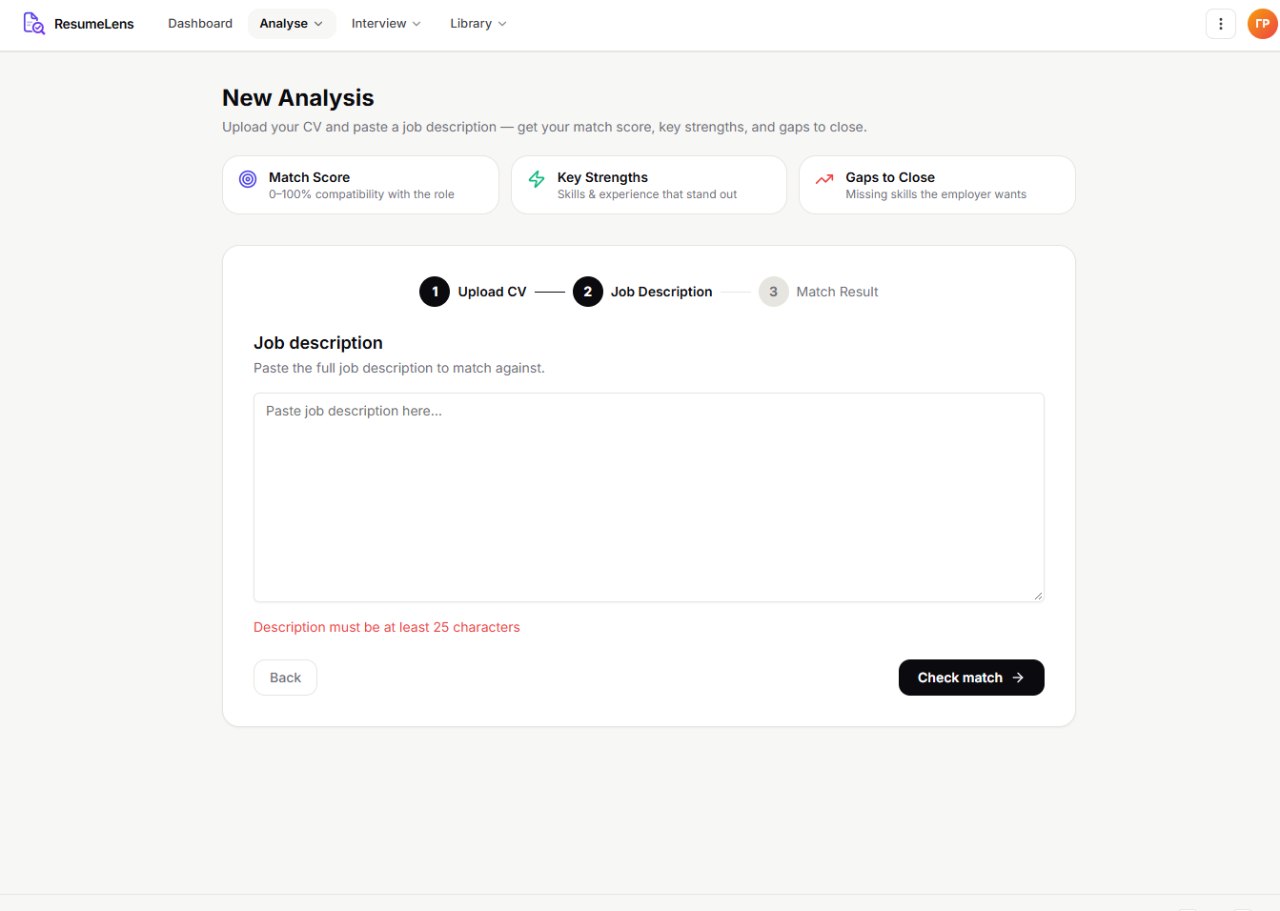 ResumeLens
Dashboard
Analyse
Interview
Library
ГР
New Analysis
Upload your CV and paste a job description — get your match score, key strengths, and gaps to close.
Match Score
0–100% compatibility with the role
Key Strengths
Skills & experience that stand out
Gaps to Close
Missing skills the employer wants
1 Upload CV
2 Job Description
3 Match Result
Job description
Paste the full job description to match against.
Paste job description here...
Description must be at least 25 characters
Back
Check match →